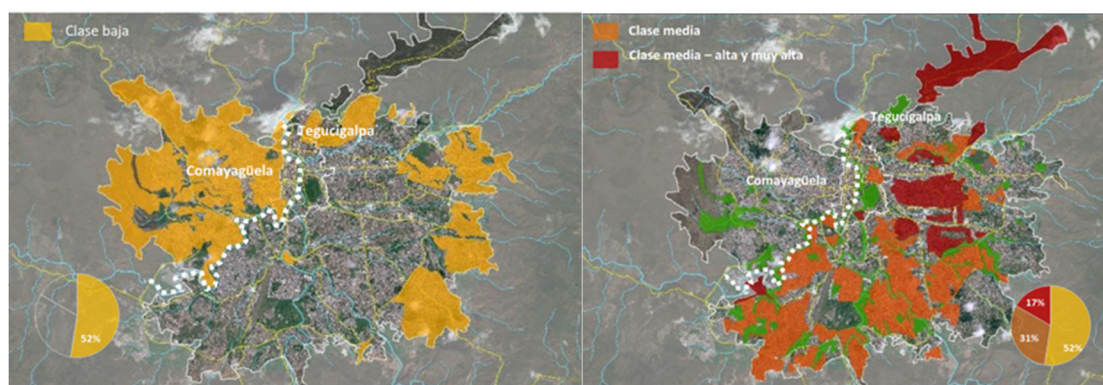 Clase baja
Tegucigalpa
Comayagüela
52%
Clase media
Clase media – alta y muy alta
Tegucigalpa
Comayagüela
17%
31%
52%